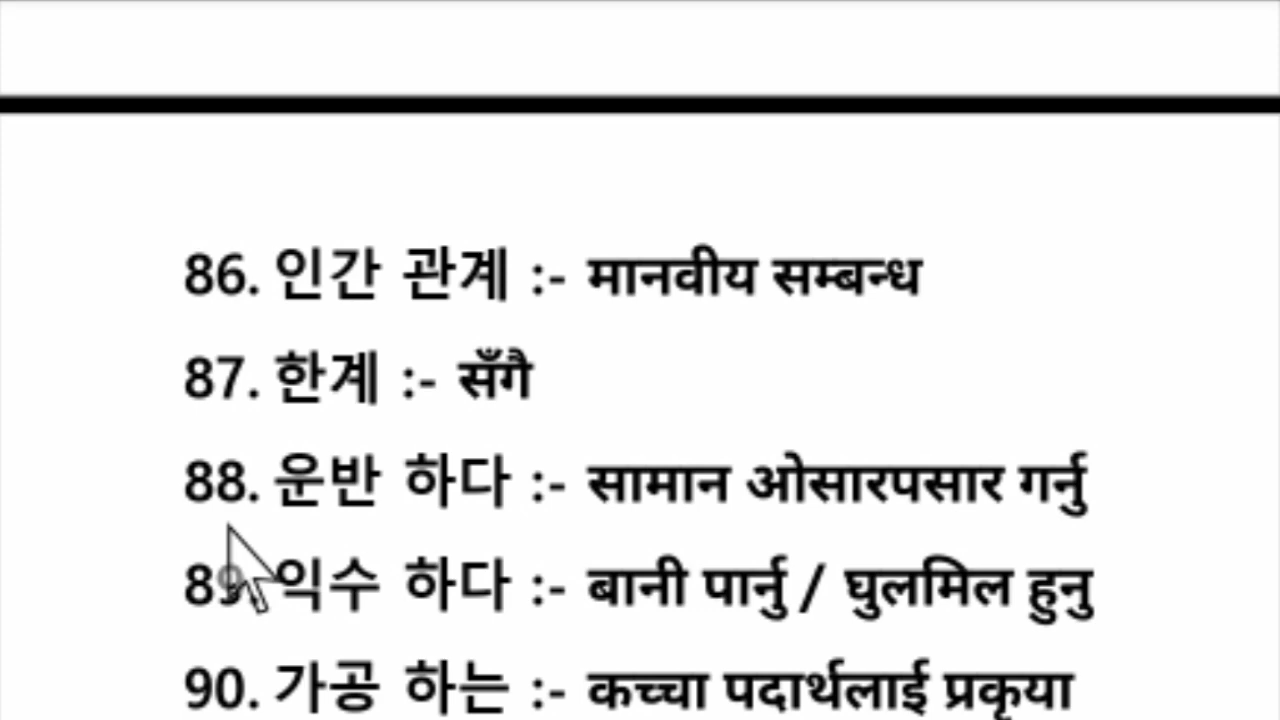 86. 인간 관계 :- मानवीय सम्बन्ध
87. 한계 :- सँगै
88. 운반 하다 :- सामान ओसारपसार गर्नु
89. 익수 하다 :- बानी पार्नु / घुलमिल हुनु
90. 가공 하는 :- कच्चा पदार्थलाई प्रकृया